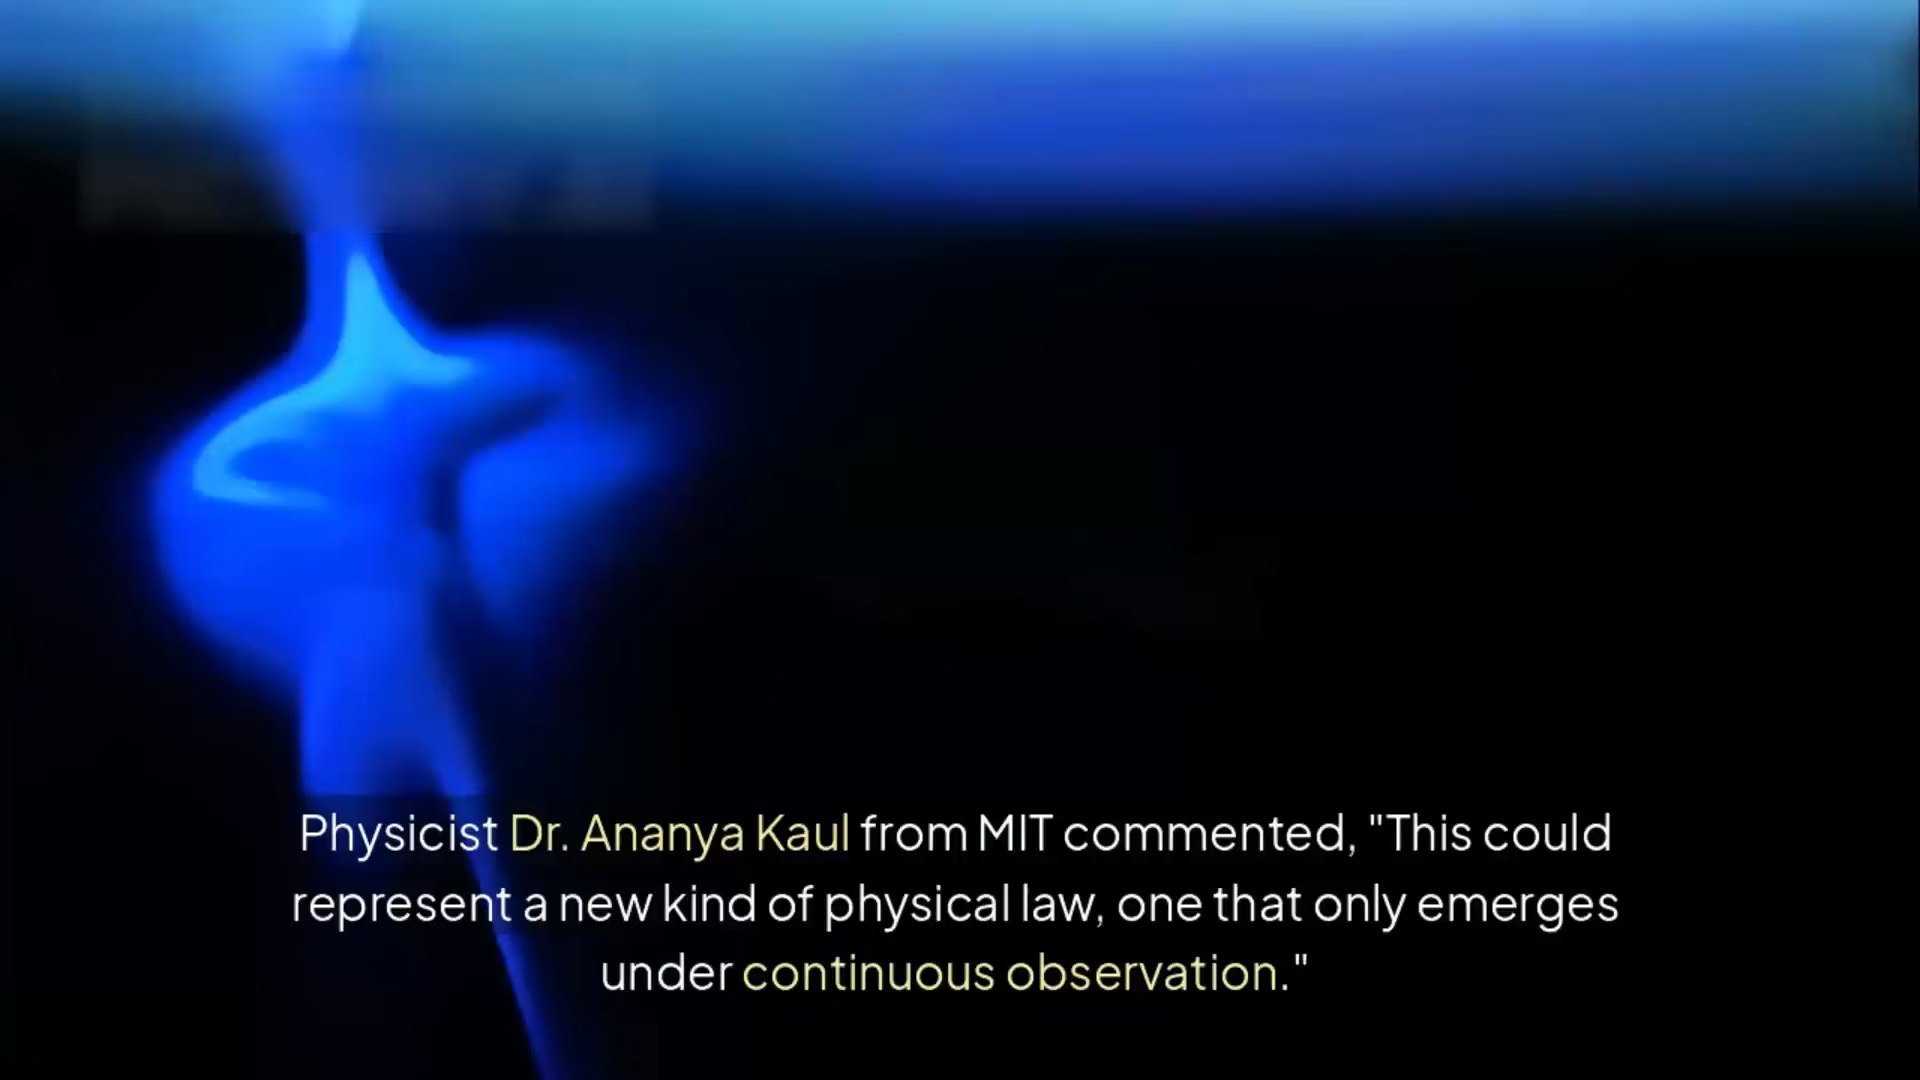 Physicist Dr. Ananya Kaul from MIT commented, "This could
represent a new kind of physical law, one that only emerges
under continuous observation."